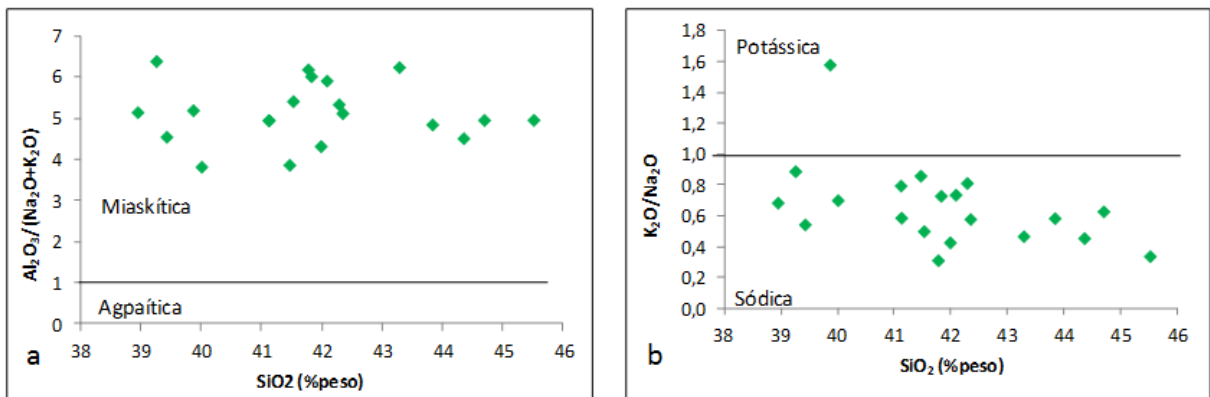 7
6
5
4
3
2
1
0
Al₂O₃/(Na₂O+K₂O)
Miaskítica
Agpaítica
38 39 40 41 42 43 44 45 46
a
SiO2 (%peso)
1,8
1,6
1,4
1,2
1,0
0,8
0,6
0,4
0,2
0,0
K₂O/Na₂O
Potássica
Sódica
38 39 40 41 42 43 44 45 46
b
SiO₂ (%peso)